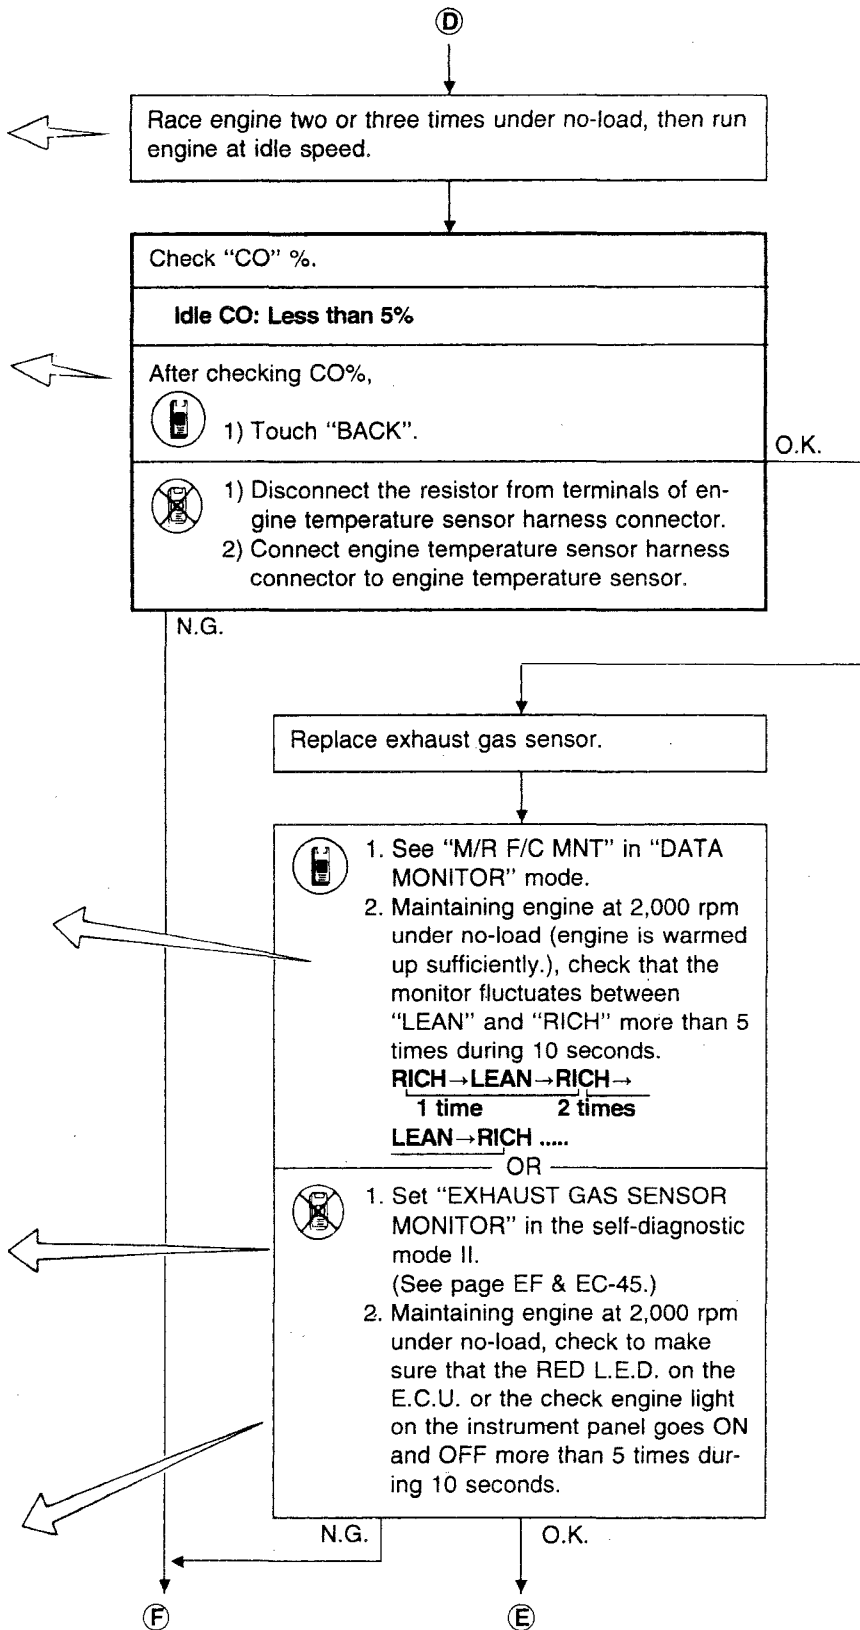 D
Race engine two or three times under no-load, then run
engine at idle speed.
Check “CO” %.
Idle CO: Less than 5%
After checking CO%,
1) Touch “BACK”.
O.K.
1) Disconnect the resistor from terminals of en-
gine temperature sensor harness connector.
2) Connect engine temperature sensor harness
connector to engine temperature sensor.
N.G.
Replace exhaust gas sensor.
1. See “M/R F/C MNT” in “DATA
MONITOR” mode.
2. Maintaining engine at 2,000 rpm
under no-load (engine is warmed
up sufficiently.), check that the
monitor fluctuates between
“LEAN” and “RICH” more than 5
times during 10 seconds.
RICH→LEAN→RICH→
1 time 2 times
LEAN→RICH .....
OR
1. Set “EXHAUST GAS SENSOR
MONITOR” in the self-diagnostic
mode II.
(See page EF & EC-45.)
2. Maintaining engine at 2,000 rpm
under no-load, check to make
sure that the RED L.E.D. on the
E.C.U. or the check engine light
on the instrument panel goes ON
and OFF more than 5 times dur-
ing 10 seconds.
N.G. O.K.
F E